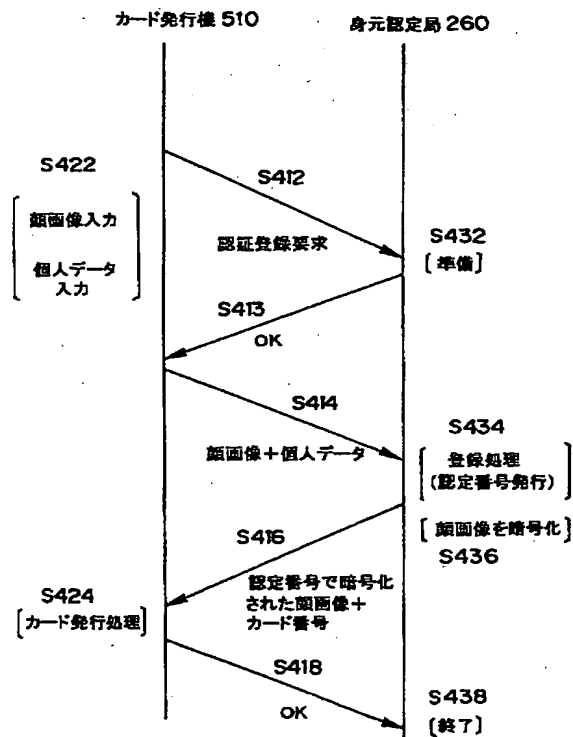 カード発行機 510
身元認定局 260
S422
顔画像入力
個人データ
入力
S412
認証登録要求
S432
[準備]
S413
OK
S414
顔画像+個人データ
S434
登録処理
(認定番号発行)
[顔画像を暗号化]
S436
S416
認定番号で暗号化
された顔画像+
カード番号
S424
[カード発行処理]
S418
OK
S438
[終了]